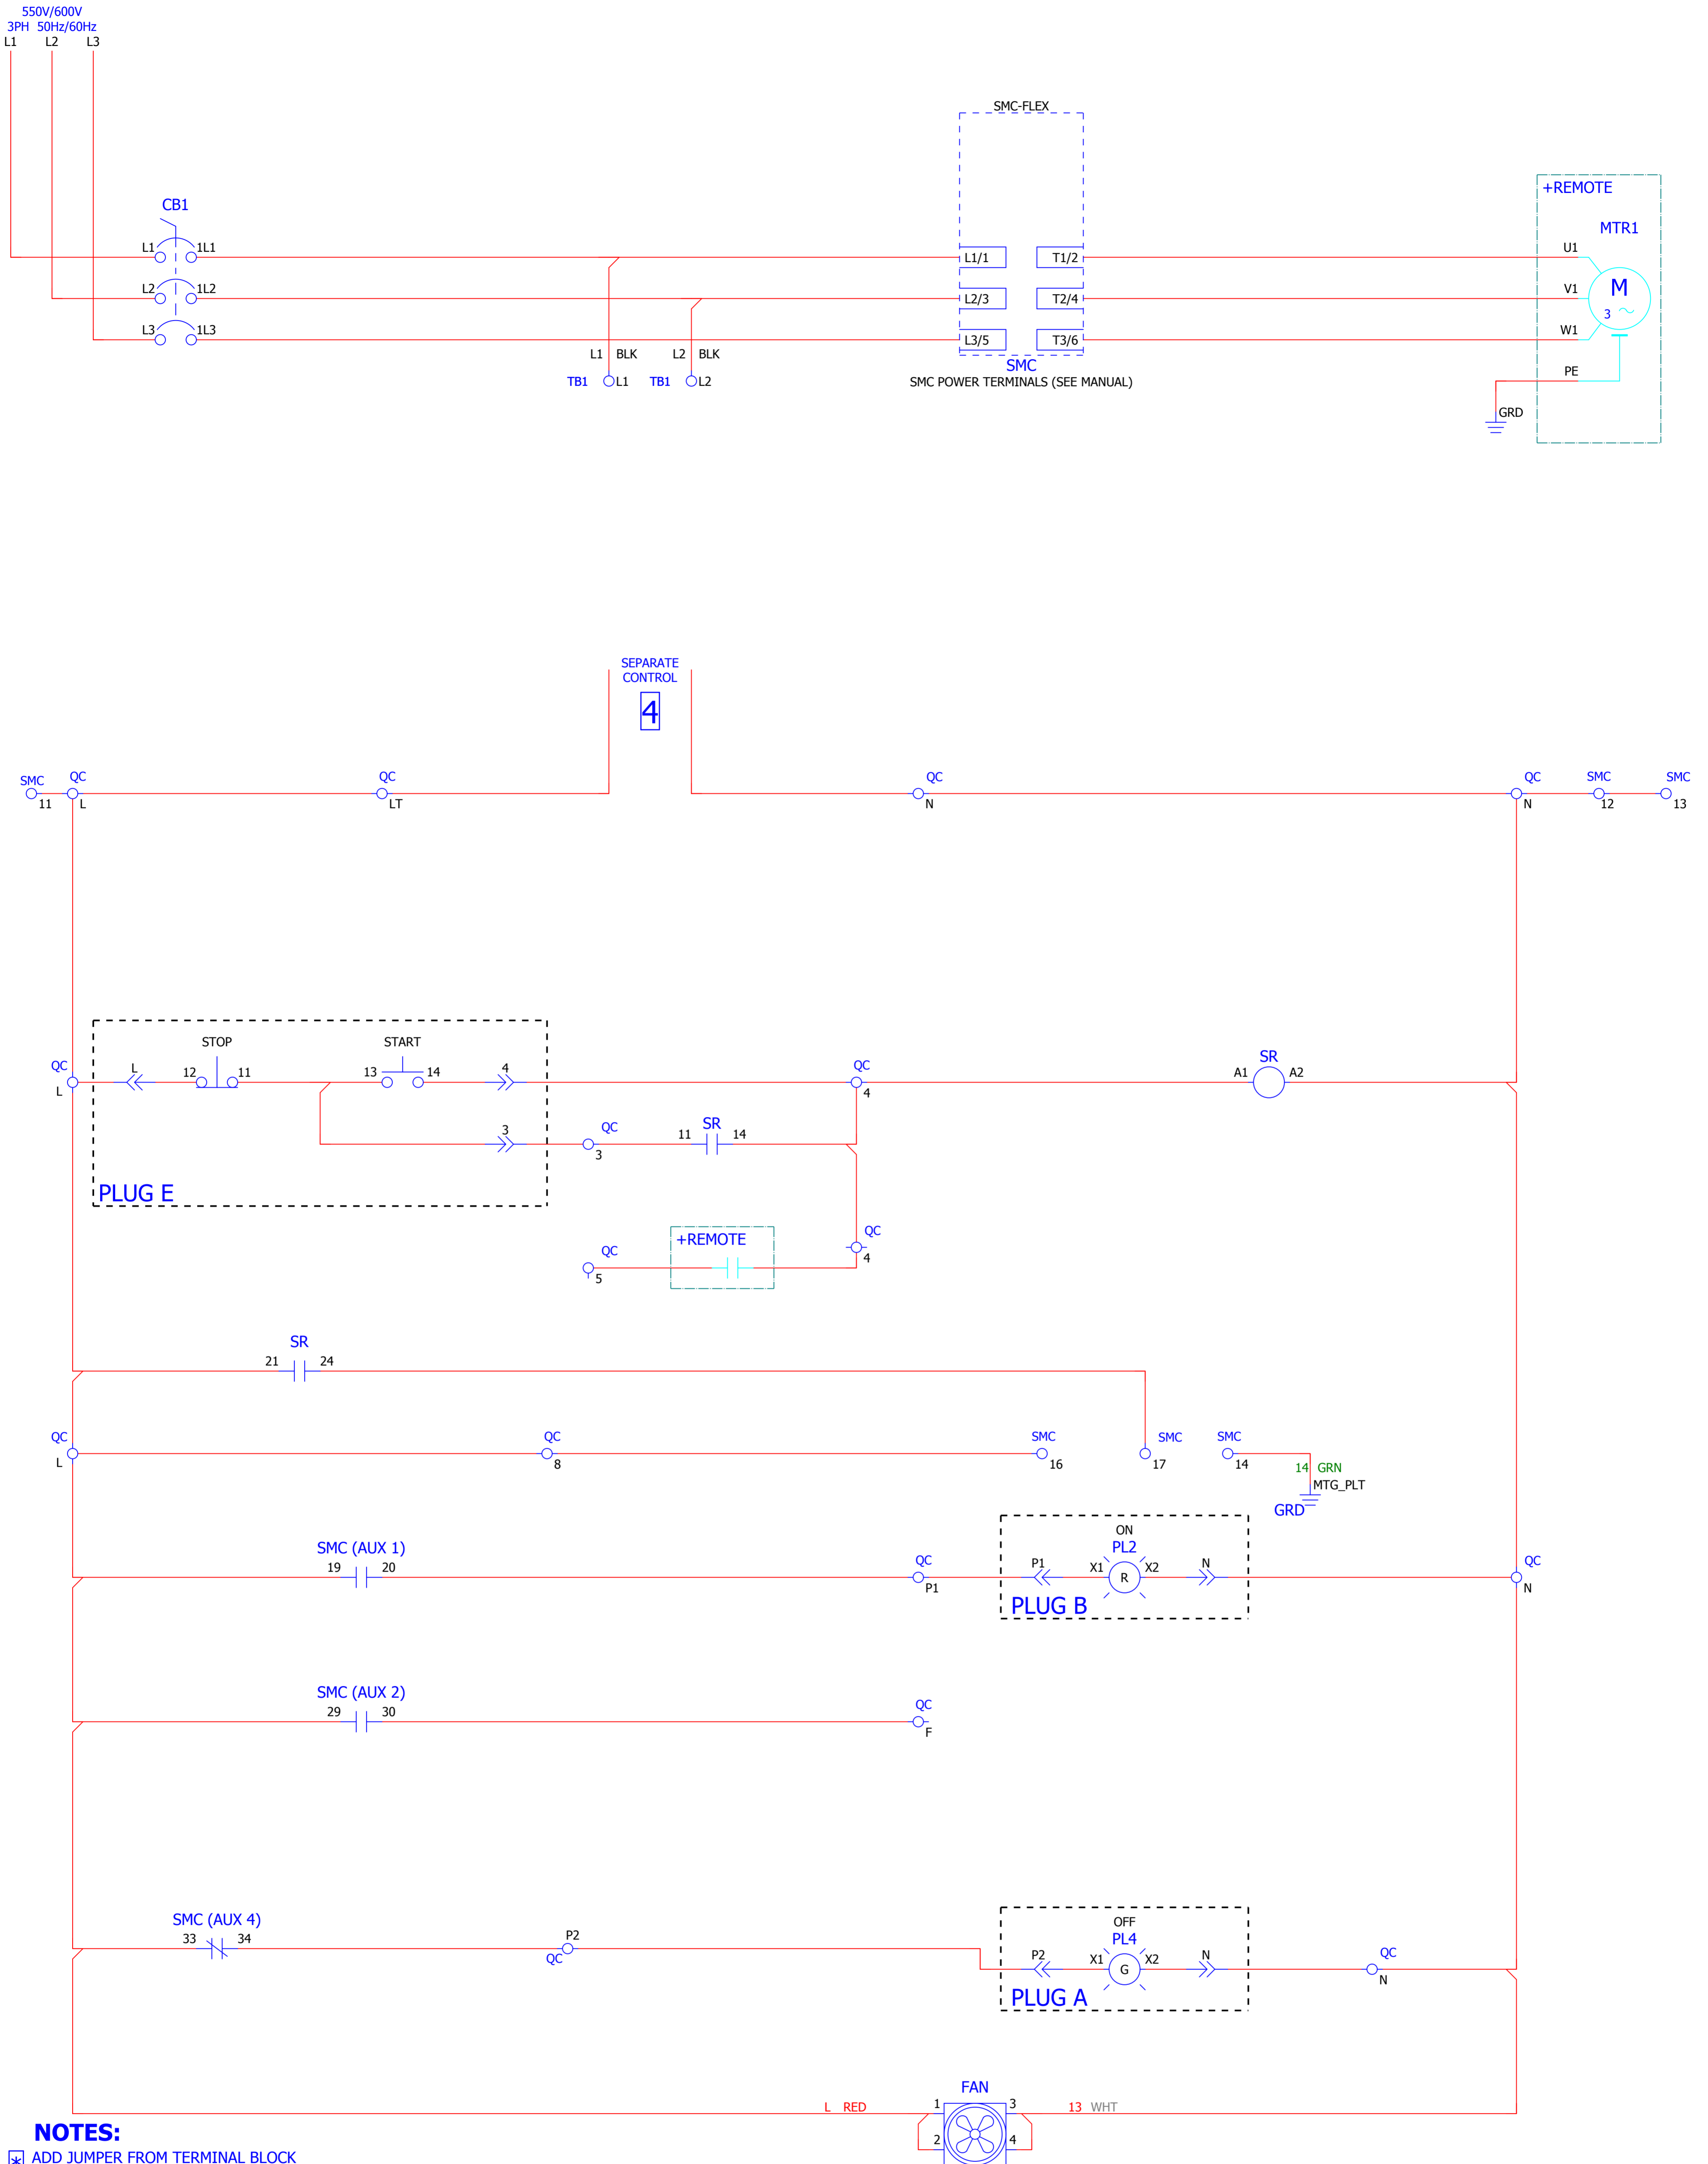 550V/600V
3PH 50Hz/60Hz
L1 L2 L3
SMC-FLEX
+REMOTE
MTR1
CB1
L1 1L1
L1/1 T1/2
U1
L2 1L2
L2/3 T2/4
V1
M
3
L3 1L3
L3/5 T3/6
W1
L1 BLK L2 BLK
SMC
PE
TB1 L1 TB1 L2
SMC POWER TERMINALS (SEE MANUAL)
GRD
SEPARATE
CONTROL
4
SMC QC QC QC QC SMC SMC
11 L LT N N 12 13
STOP START
QC L 12 11 13 14 4 QC A1 SR A2
L 4
3 QC 11 SR 14
3
PLUG E
+REMOTE QC
QC 4
5
SR
21 24
QC QC SMC SMC SMC
L 8 16 17 14
14 GRN
MTG_PLT
GRD
ON
SMC (AUX 1) PL2
19 20 QC P1 X1 X2 N QC
R
P1 N
PLUG B
SMC (AUX 2)
29 30 QC
F
SMC (AUX 4) OFF
33 34 P2 PL4
QC P2 X1 X2 N QC
G
N
PLUG A
FAN
L RED 1 3 13 WHT
2 4
NOTES:
* ADD JUMPER FROM TERMINAL BLOCK